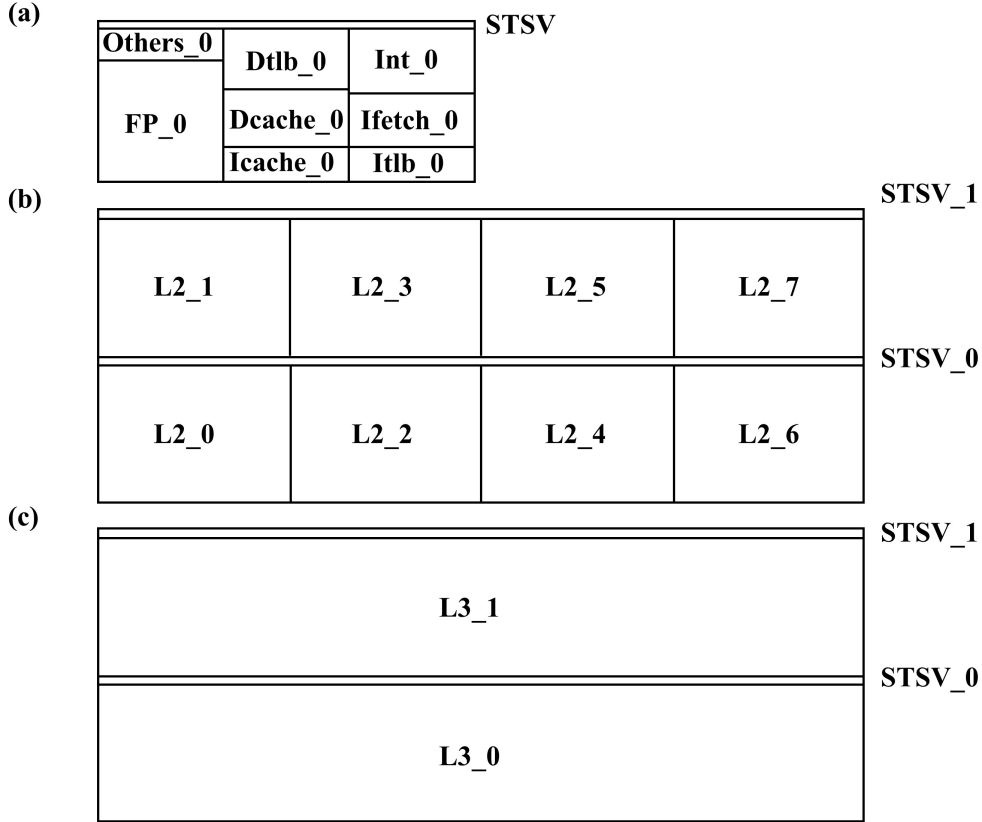 (a)
STSV
Others_0
Dtlb_0
Int_0
FP_0
Dcache_0
Ifetch_0
Icache_0
Itlb_0
(b)
STSV_1
L2_1
L2_3
L2_5
L2_7
STSV_0
L2_0
L2_2
L2_4
L2_6
(c)
STSV_1
L3_1
STSV_0
L3_0